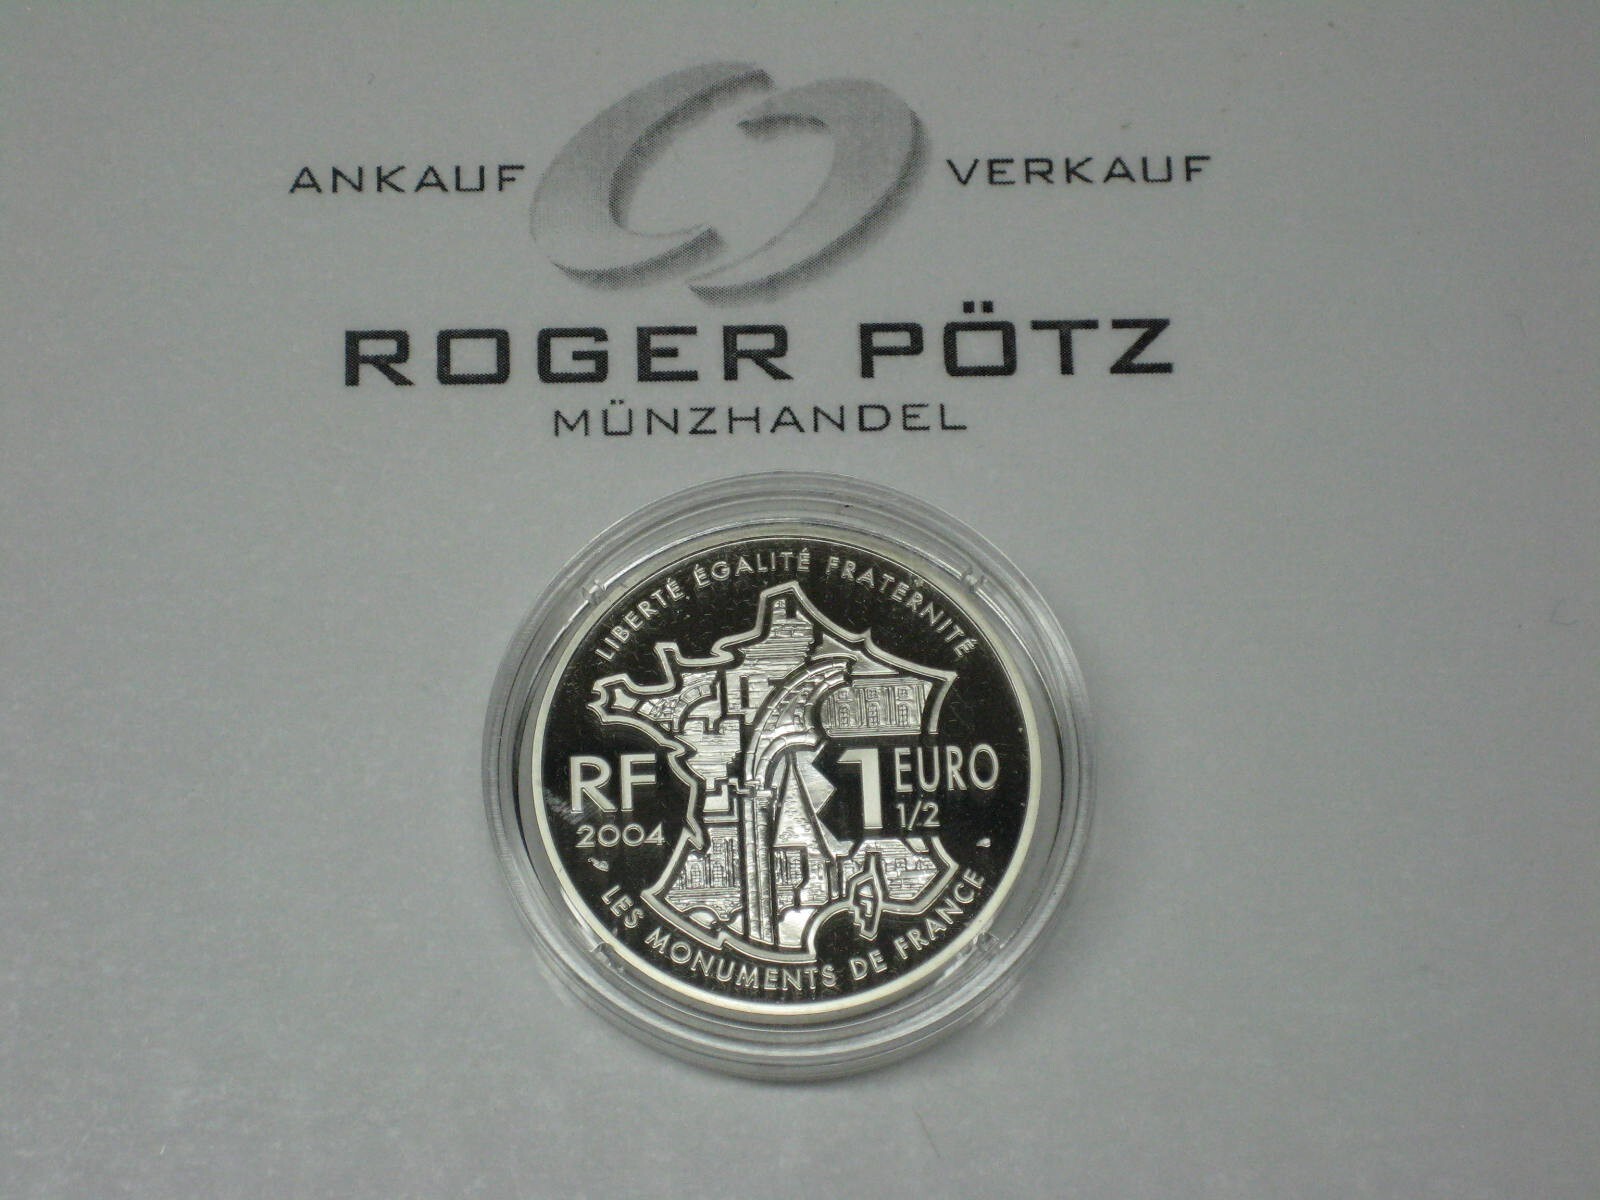 ANKAUF VERKAUF
ROGER PÖTZ
MÜNZHANDEL
LIBERTÉ ÉGALITÉ FRATERNITÉ
RF 1 EURO
2004 1/2
LES MONUMENTS DE FRANCE